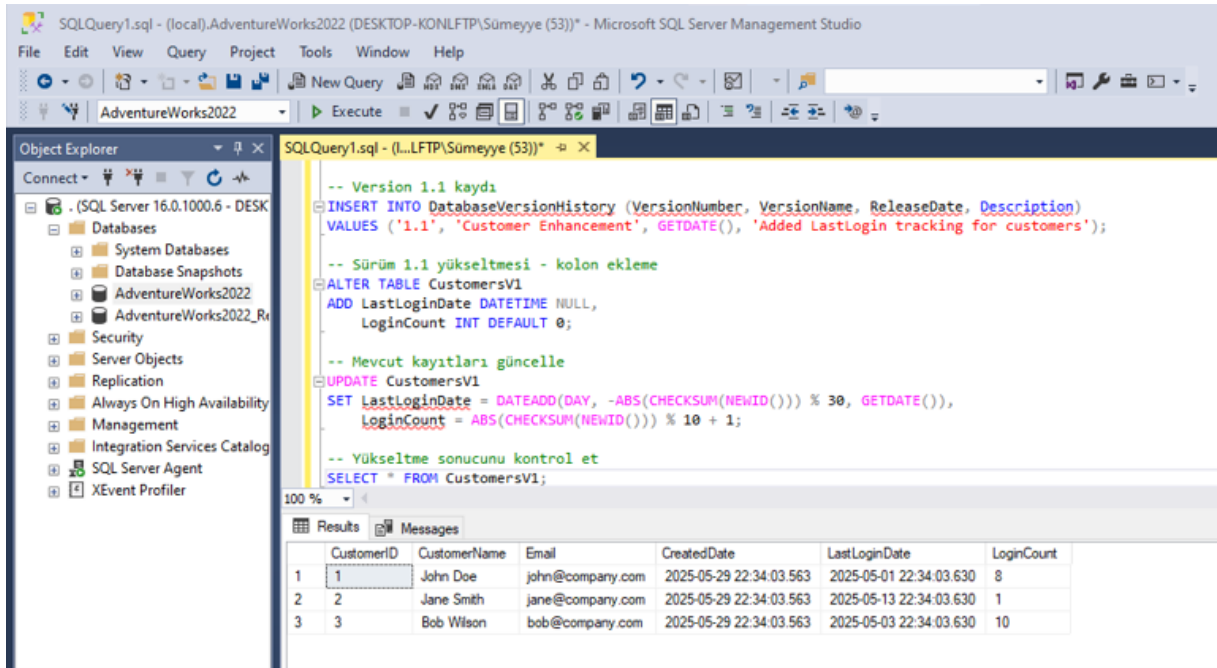 SQLQuery1.sql - (local).AdventureWorks2022 (DESKTOP-KONLFTP\Sümeyye (53))* - Microsoft SQL Server Management Studio
File Edit View Query Project Tools Window Help
New Query
AdventureWorks2022 Execute
Object Explorer
SQLQuery1.sql - (l...LFTP\Sümeyye (53))*
Connect
. (SQL Server 16.0.1000.6 - DESK
Databases
System Databases
Database Snapshots
AdventureWorks2022
AdventureWorks2022_Re
Security
Server Objects
Replication
Always On High Availability
Management
Integration Services Catalog
SQL Server Agent
XEvent Profiler
-- Version 1.1 kaydı
INSERT INTO DatabaseVersionHistory (VersionNumber, VersionName, ReleaseDate, Description)
VALUES ('1.1', 'Customer Enhancement', GETDATE(), 'Added LastLogin tracking for customers');
-- Sürüm 1.1 yükseltmesi - kolon ekleme
ALTER TABLE CustomersV1
ADD LastLoginDate DATETIME NULL,
LoginCount INT DEFAULT 0;
-- Mevcut kayıtları güncelle
UPDATE CustomersV1
SET LastLoginDate = DATEADD(DAY, -ABS(CHECKSUM(NEWID())) % 30, GETDATE()),
LoginCount = ABS(CHECKSUM(NEWID())) % 10 + 1;
-- Yükseltme sonucunu kontrol et
SELECT * FROM CustomersV1;
100 %
Results Messages
CustomerID CustomerName Email CreatedDate LastLoginDate LoginCount
1 1 John Doe john@company.com 2025-05-29 22:34:03.563 2025-05-01 22:34:03.630 8
2 2 Jane Smith jane@company.com 2025-05-29 22:34:03.563 2025-05-13 22:34:03.630 1
3 3 Bob Wilson bob@company.com 2025-05-29 22:34:03.563 2025-05-03 22:34:03.630 10